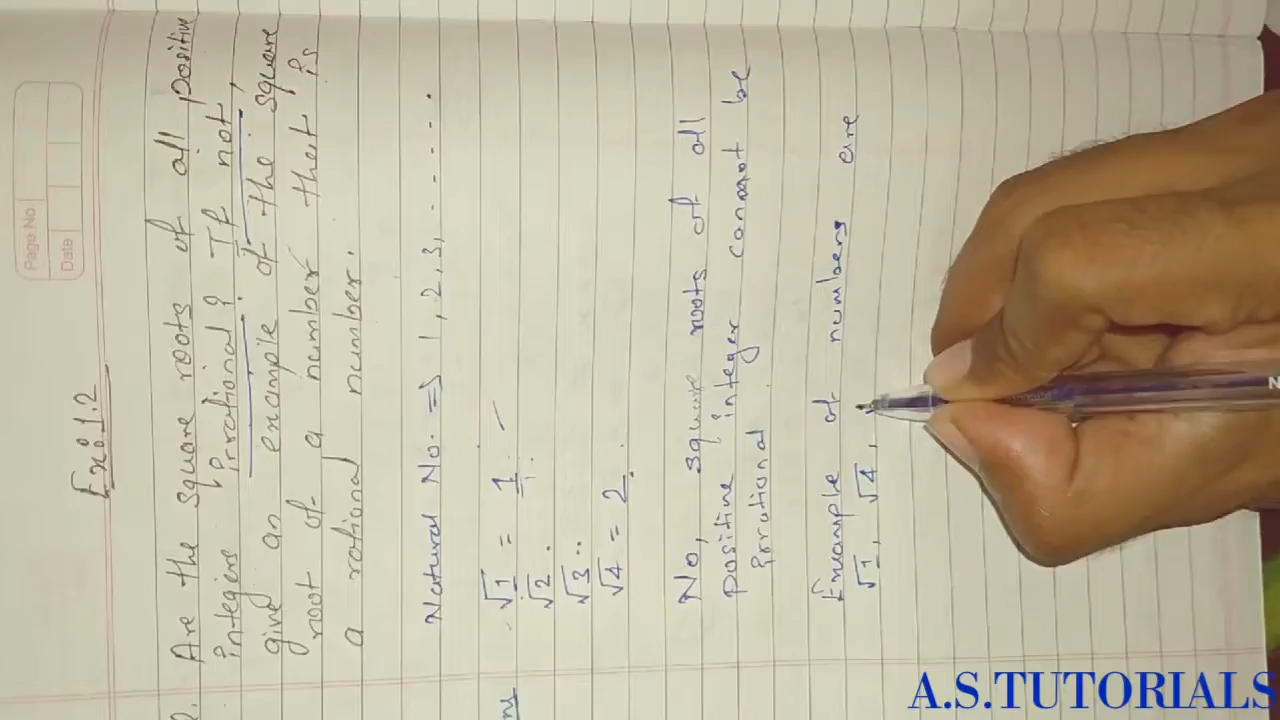 Page No
Date
Ex:01.2
Q. Are the square roots of all positive
integers irrational? If not,
give an example of the square
root of a number that is
a rational number.
Natural No. ⇒ 1, 2, 3, .......
Ans √1 = 1.
√2.
√3..
√4 = 2.
No, square roots of all
positive integer cannot be
irrational
Example of numbers are
√1, √4,
A.S.TUTORIALS